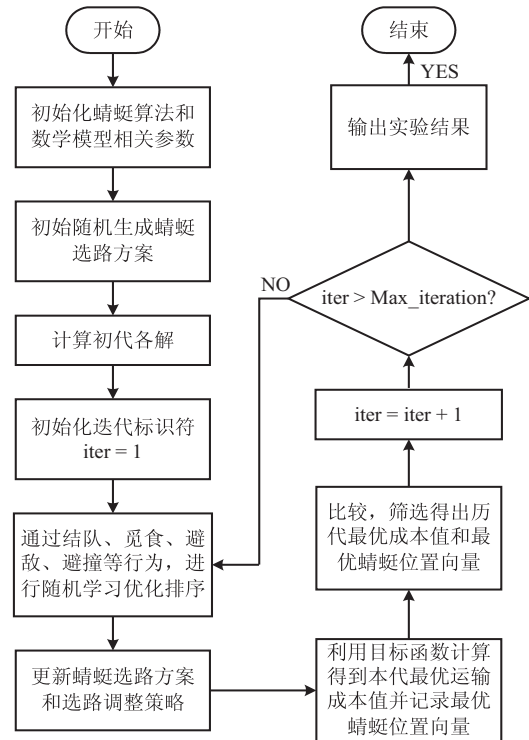 开始
初始化蜻蜓算法和
数学模型相关参数
初始随机生成蜻蜓
选路方案
计算初代各解
初始化迭代标识符
iter = 1
通过结队、觅食、避
敌、避撞等行为，进
行随机学习优化排序
更新蜻蜓选路方案
和选路调整策略
利用目标函数计算
得到本代最优运输
成本值并记录最优
蜻蜓位置向量
比较，筛选得出历
代最优成本值和最
优蜻蜓位置向量
iter = iter + 1
iter > Max_iteration?
NO
输出实验结果
YES
结束